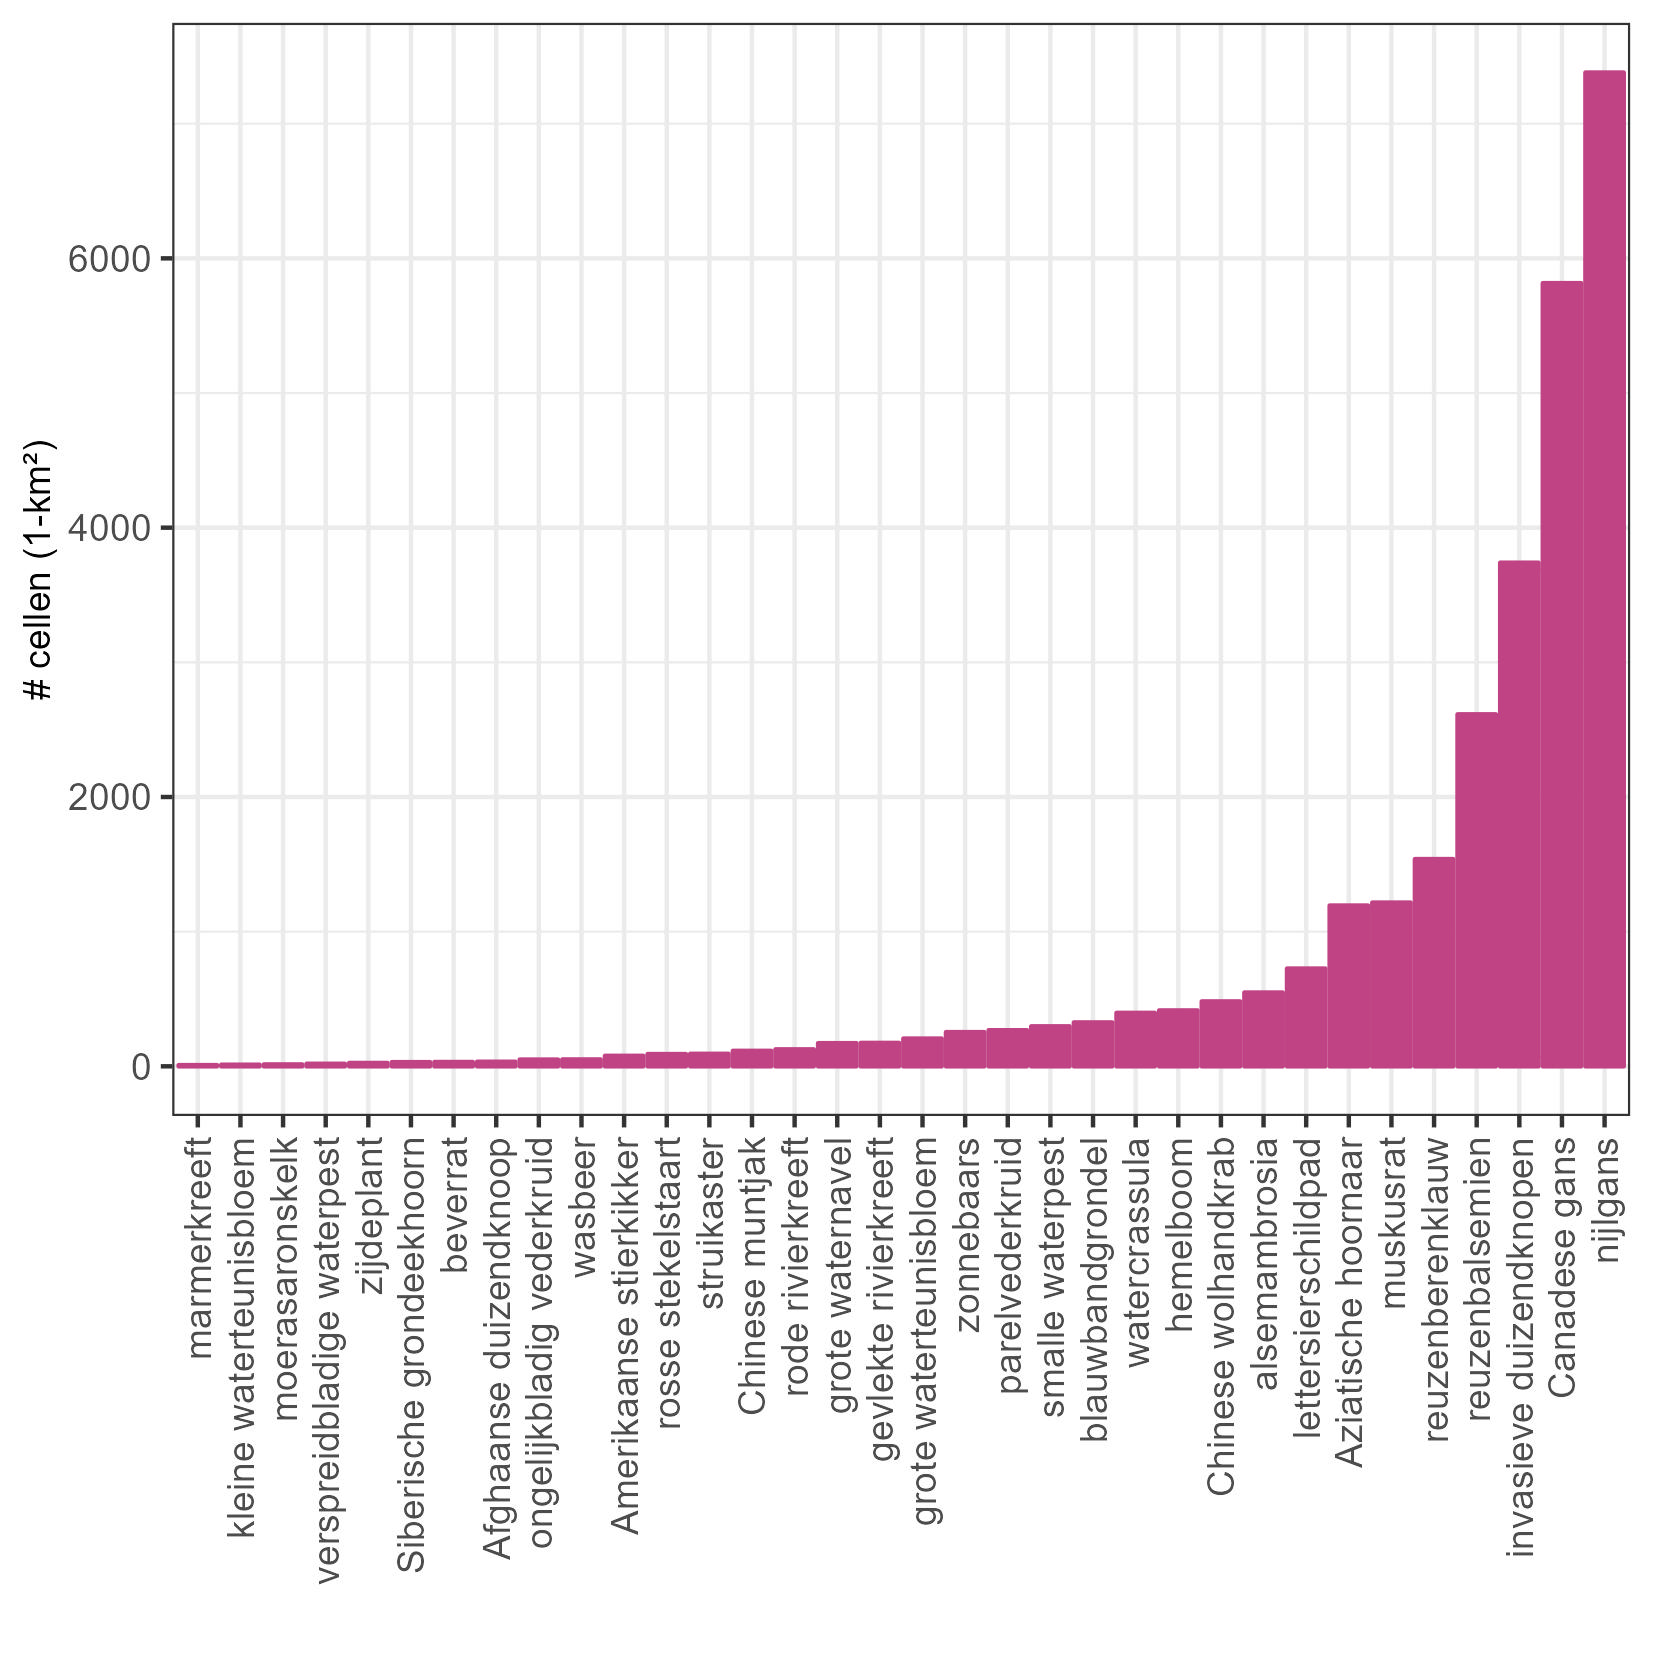 # cellen (1-km²)
6000
4000
2000
0
marmerkreeft
kleine waterteunisbloem
moerasaronskelk
verspreidbladige waterpest
zijdeplant
Siberische grondeekhoorn
beverrat
Afghaanse duizendknoop
ongelijkbladig vederkruid
wasbeer
Amerikaanse stierkikker
rosse stekelstaart
struikaster
Chinese muntjak
rode rivierkreeft
grote waternavel
gevlekte rivierkreeft
grote waterteunisbloem
zonnebaars
parelvederkruid
smalle waterpest
blauwbandgrondel
watercrassula
hemelboom
Chinese wolhandkrab
alsemambrosia
lettersierschildpad
Aziatische hoornaar
muskusrat
reuzenberenklauw
reuzenbalsemien
invasieve duizendknopen
Canadese gans
nijlgans